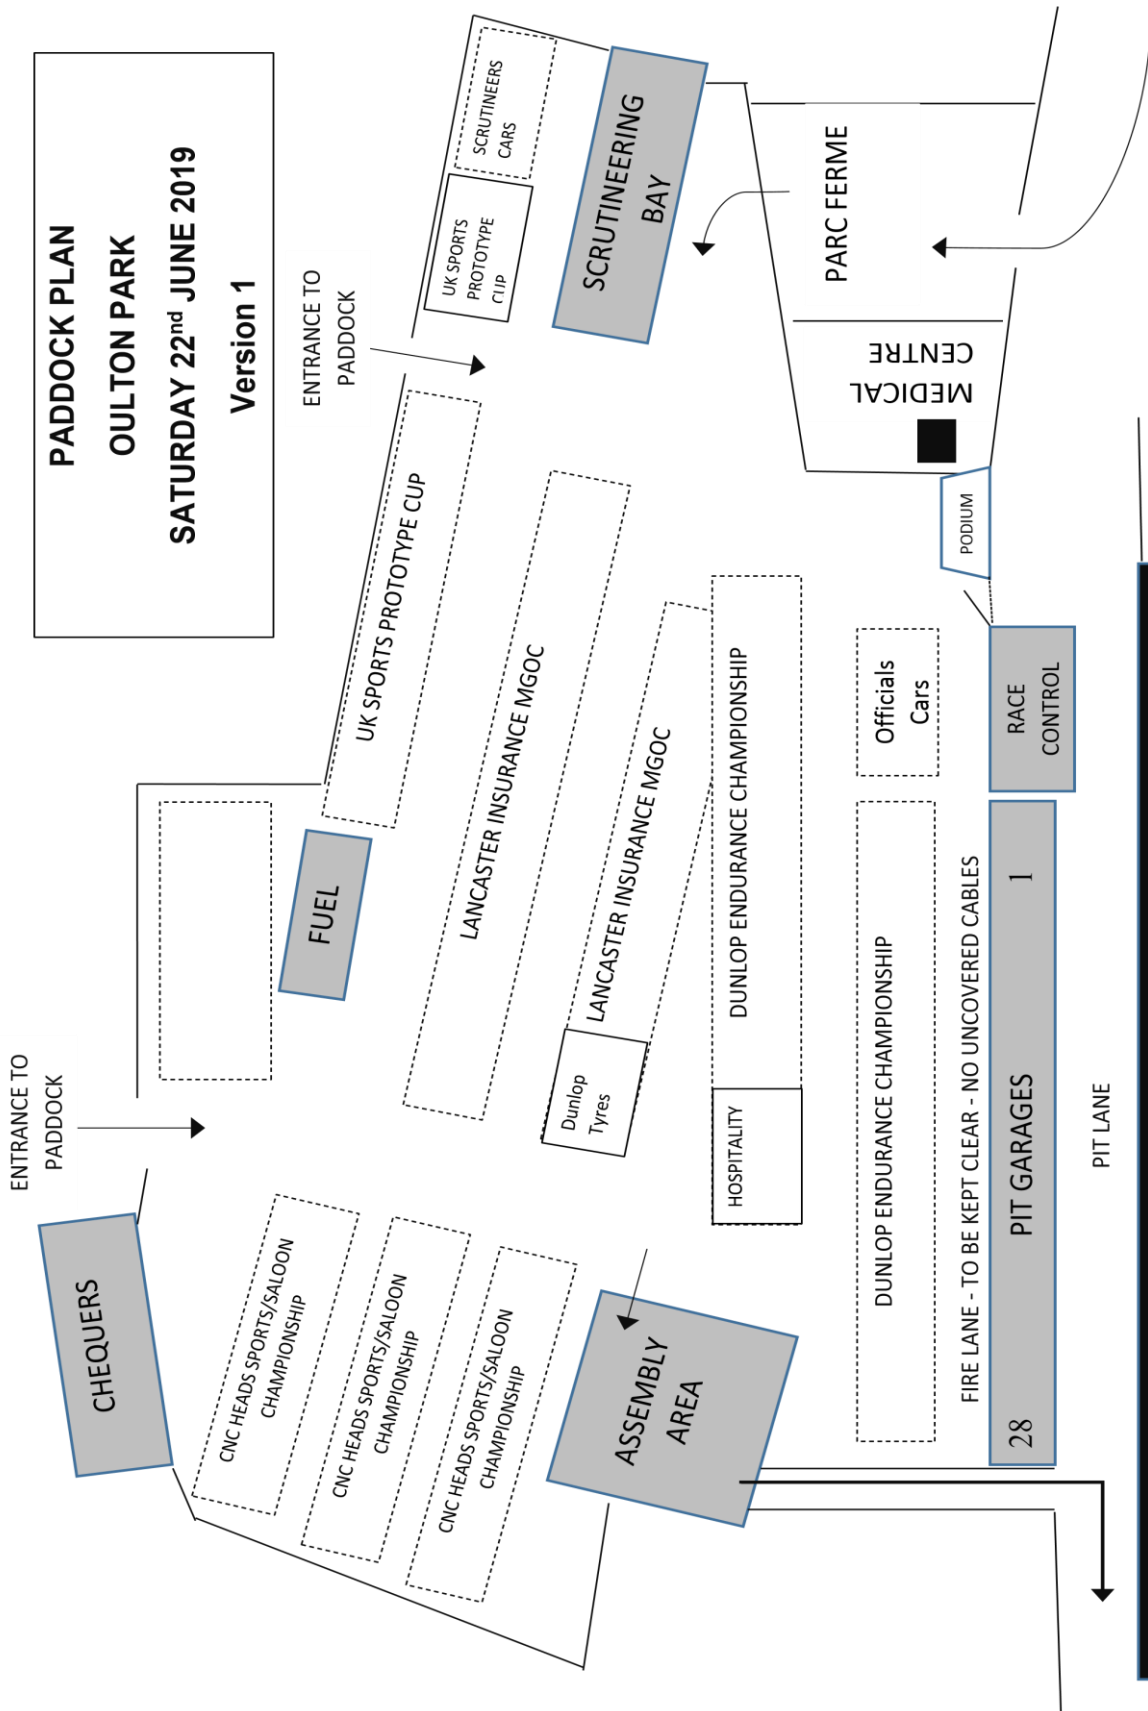 PADDOCK PLAN
OULTON PARK
SATURDAY 22nd JUNE 2019
Version 1
ENTRANCE TO
PADDOCK
ENTRANCE TO
PADDOCK
CHEQUERS
FUEL
UK SPORTS PROTOTYPE CUP
UK SPORTS
PROTOTYPE
CUP
SCRUTINEERS
CARS
SCRUTINEERING
BAY
CNC HEADS SPORTS/SALOON
CHAMPIONSHIP
CNC HEADS SPORTS/SALOON
CHAMPIONSHIP
CNC HEADS SPORTS/SALOON
CHAMPIONSHIP
LANCASTER INSURANCE MGOC
LANCASTER INSURANCE MGOC
Dunlop
Tyres
HOSPITALITY
DUNLOP ENDURANCE CHAMPIONSHIP
ASSEMBLY
AREA
DUNLOP ENDURANCE CHAMPIONSHIP
Officials
Cars
PARC FERME
MEDICAL
CENTRE
PODIUM
FIRE LANE - TO BE KEPT CLEAR - NO UNCOVERED CABLES
28 PIT GARAGES 1
RACE
CONTROL
PIT LANE